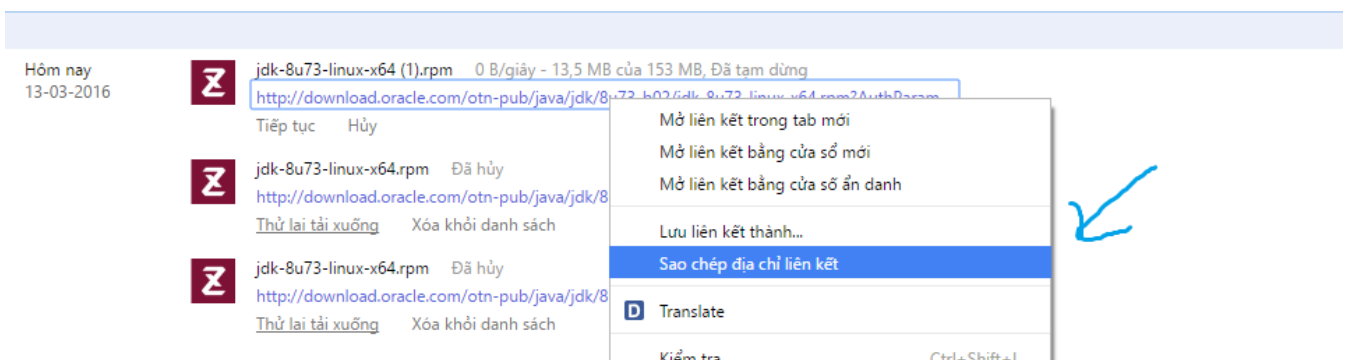 Hôm nay
13-03-2016
jdk-8u73-linux-x64 (1).rpm 0 B/giây - 13,5 MB của 153 MB, Đã tạm dừng
http://download.oracle.com/otn-pub/java/jdk/8u73-b02/jdk-8u73-linux-x64.rpm?AuthParam
Tiếp tục Hủy
jdk-8u73-linux-x64.rpm Đã hủy
http://download.oracle.com/otn-pub/java/jdk/8
Thử lại tải xuống Xóa khỏi danh sách
jdk-8u73-linux-x64.rpm Đã hủy
http://download.oracle.com/otn-pub/java/jdk/8
Thử lại tải xuống Xóa khỏi danh sách
Mở liên kết trong tab mới
Mở liên kết bằng cửa sổ mới
Mở liên kết bằng cửa số ẩn danh
Lưu liên kết thành...
Sao chép địa chỉ liên kết
D Translate
Kiểm tra Ctrl+Shift+I